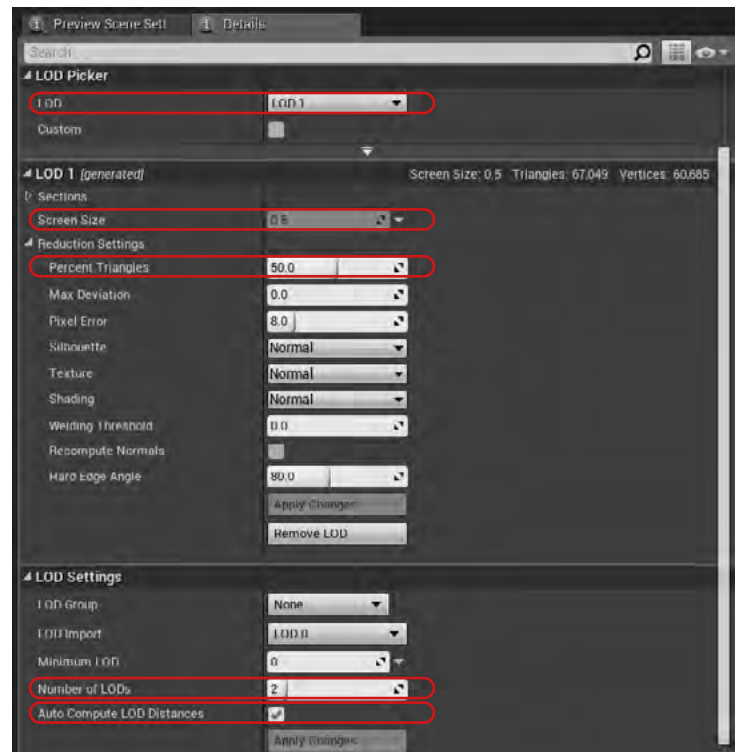 Preview Scene Sett Details
Search
LOD Picker
LOD LOD 1
Custom
LOD 1 [generated] Screen Size: 0.5 Triangles: 67.049 Vertices: 60.685
Sections
Screen Size 0.5
Reduction Settings
Percent Triangles 50.0
Max Deviation 0.0
Pixel Error 8.0
Silhouette Normal
Texture Normal
Shading Normal
Welding Threshold 0.0
Recompute Normals
Hard Edge Angle 80.0
Apply Changes
Remove LOD
LOD Settings
LOD Group None
LOD Import LOD 0
Minimum LOD 0
Number of LODs 2
Auto Compute LOD Distances
Apply Changes